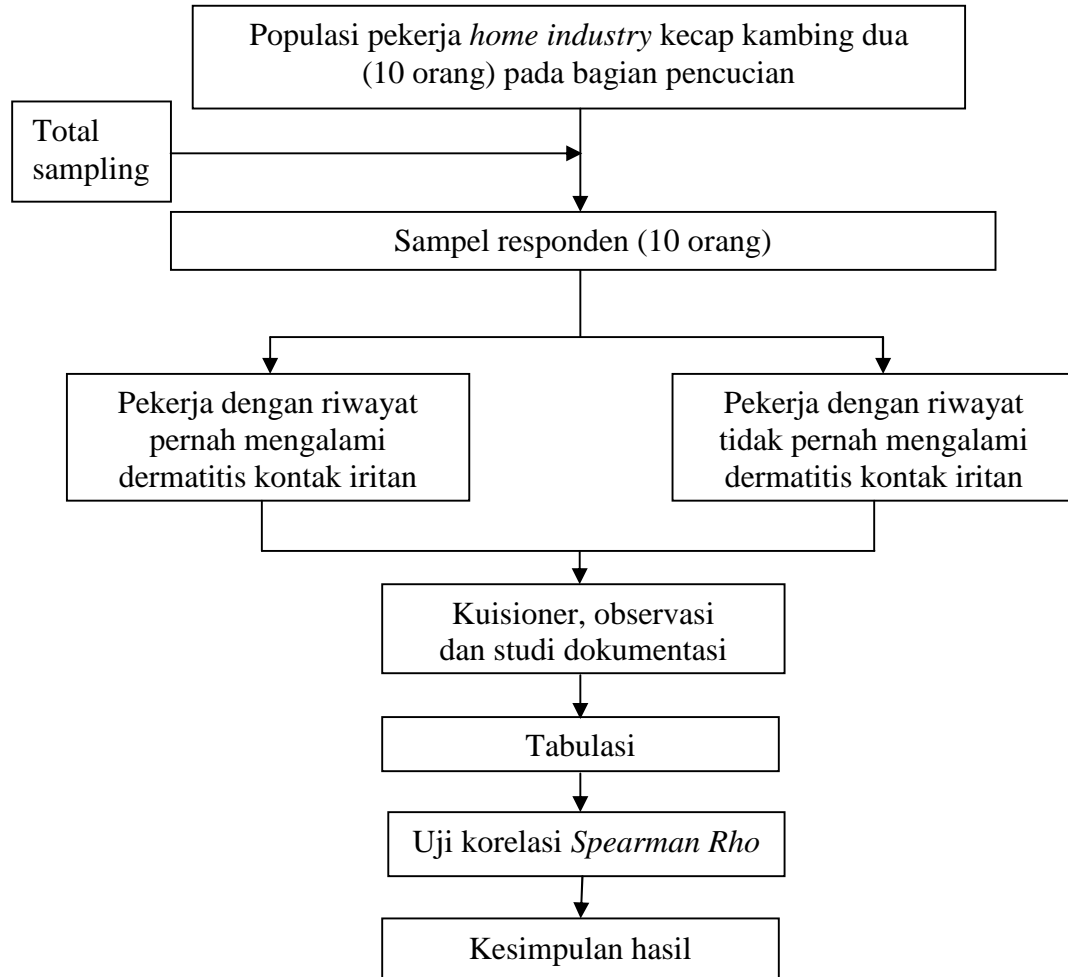 Populasi pekerja home industry kecap kambing dua
(10 orang) pada bagian pencucian
Total
sampling
Sampel responden (10 orang)
Pekerja dengan riwayat
pernah mengalami
dermatitis kontak iritan
Pekerja dengan riwayat
tidak pernah mengalami
dermatitis kontak iritan
Kuisioner, observasi
dan studi dokumentasi
Tabulasi
Uji korelasi Spearman Rho
Kesimpulan hasil